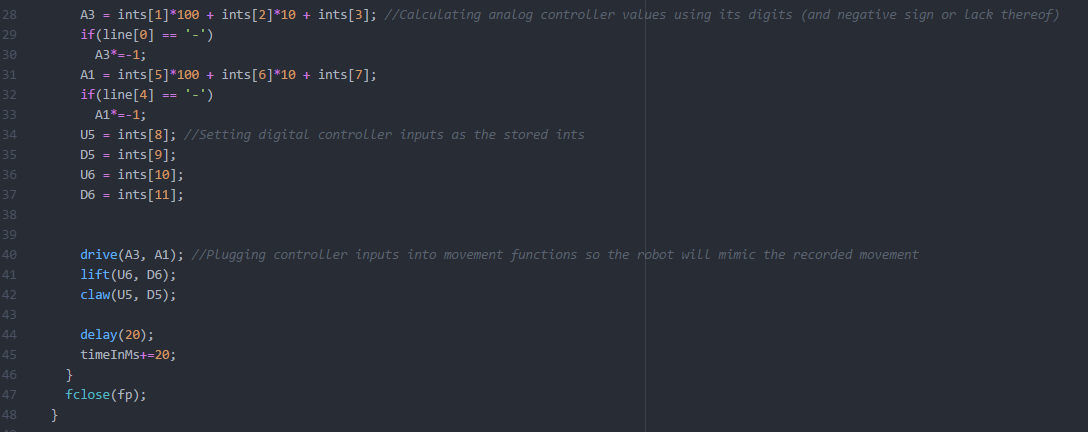 28 A3 = ints[1]*100 + ints[2]*10 + ints[3]; //Calculating analog controller values using its digits (and negative sign or lack thereof)
29 if(line[0] == '-')
30 A3*=-1;
31 A1 = ints[5]*100 + ints[6]*10 + ints[7];
32 if(line[4] == '-')
33 A1*=-1;
34 U5 = ints[8]; //Setting digital controller inputs as the stored ints
35 D5 = ints[9];
36 U6 = ints[10];
37 D6 = ints[11];
38
39
40 drive(A3, A1); //Plugging controller inputs into movement functions so the robot will mimic the recorded movement
41 lift(U6, D6);
42 claw(U5, D5);
43
44 delay(20);
45 timeInMs+=20;
46 }
47 fclose(fp);
48 }